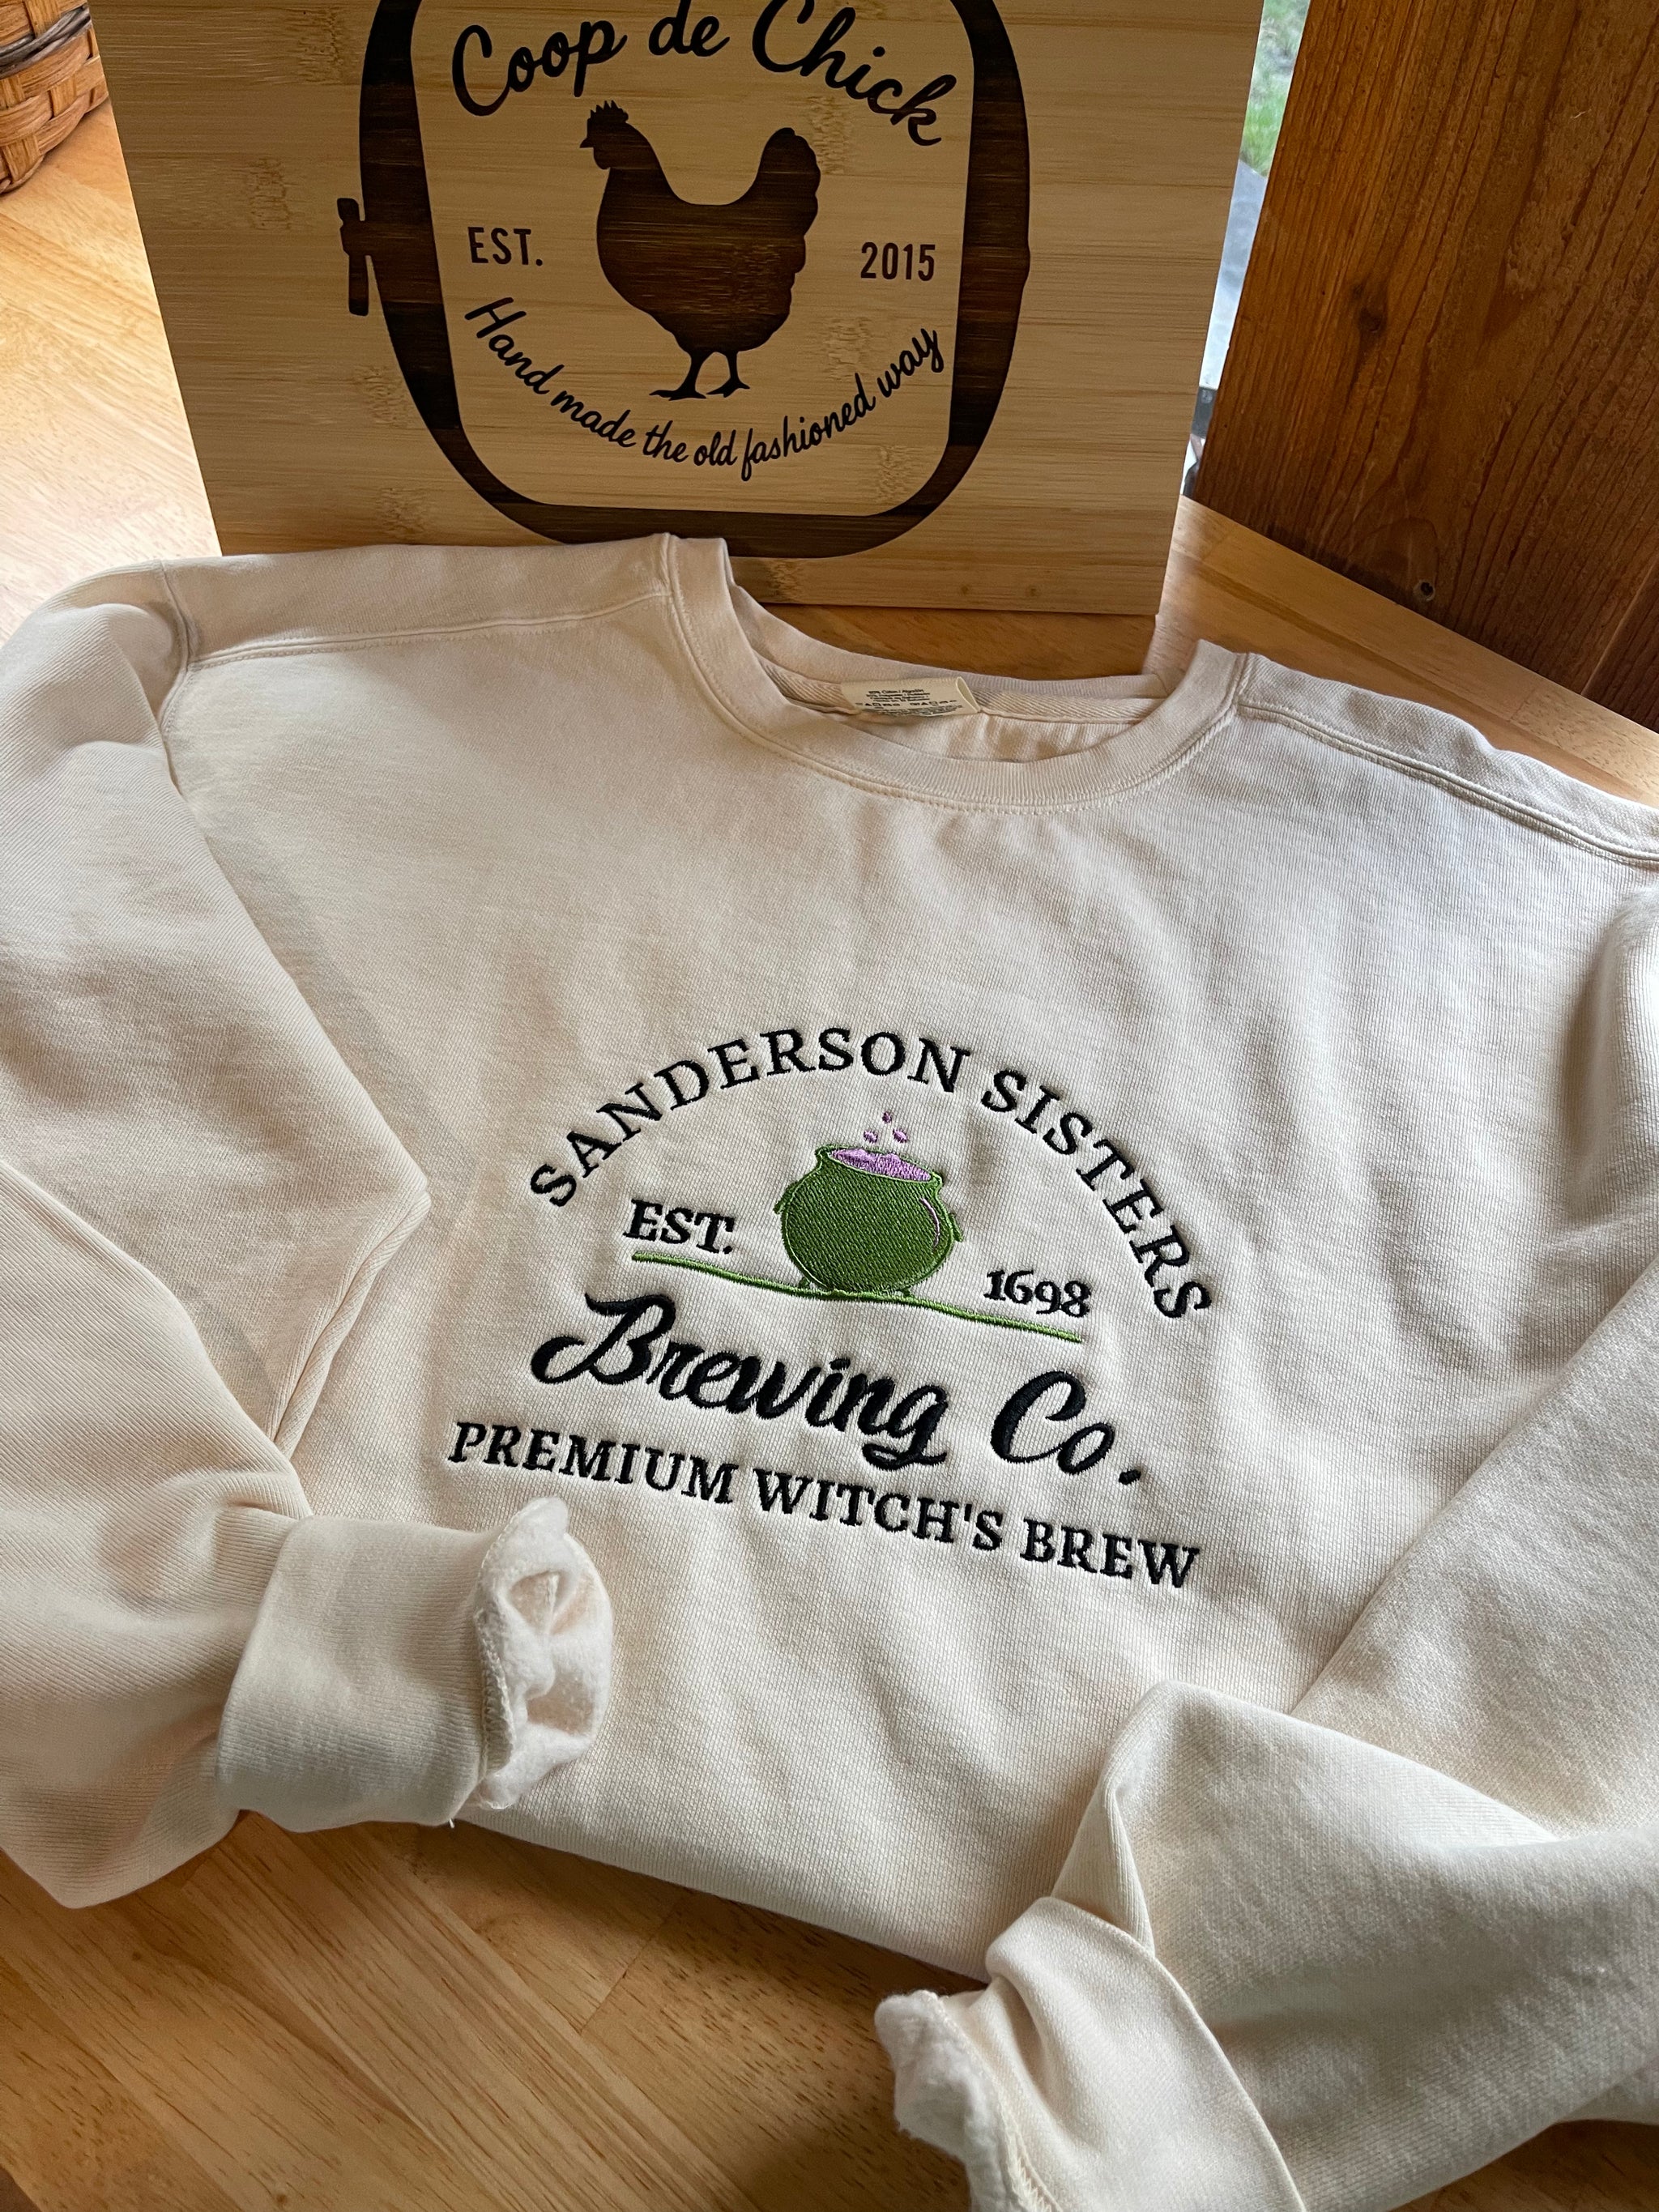 Coop de Chick
EST. 2015
Hand made the old fashioned way
SANDERSON SISTERS
EST. 1698
Brewing Co.
PREMIUM WITCH'S BREW